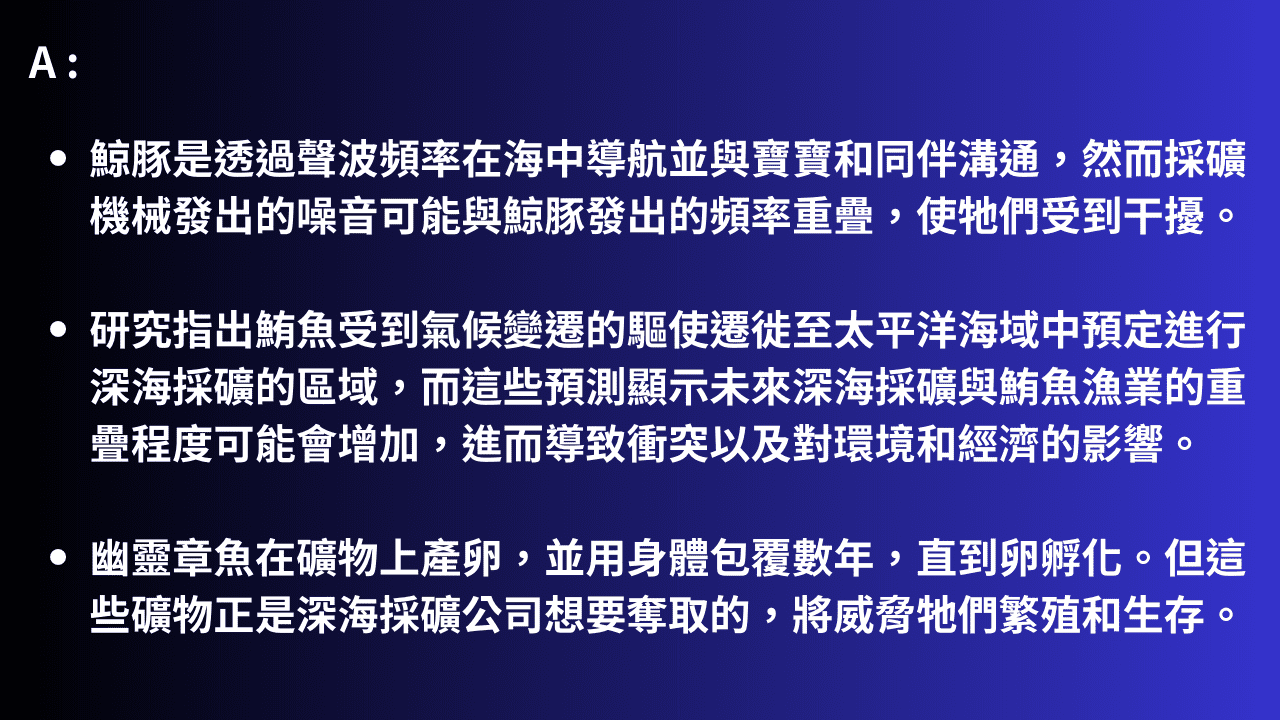 A :
• 鯨豚是透過聲波頻率在海中導航並與寶寶和同伴溝通，然而採礦
機械發出的噪音可能與鯨豚發出的頻率重疊，使牠們受到干擾。
• 研究指出鮪魚受到氣候變遷的驅使遷徙至太平洋海域中預定進行
深海採礦的區域，而這些預測顯示未來深海採礦與鮪魚漁業的重
疊程度可能會增加，進而導致衝突以及對環境和經濟的影響。
• 幽靈章魚在礦物上產卵，並用身體包覆數年，直到卵孵化。但這
些礦物正是深海採礦公司想要奪取的，將威脅牠們繁殖和生存。